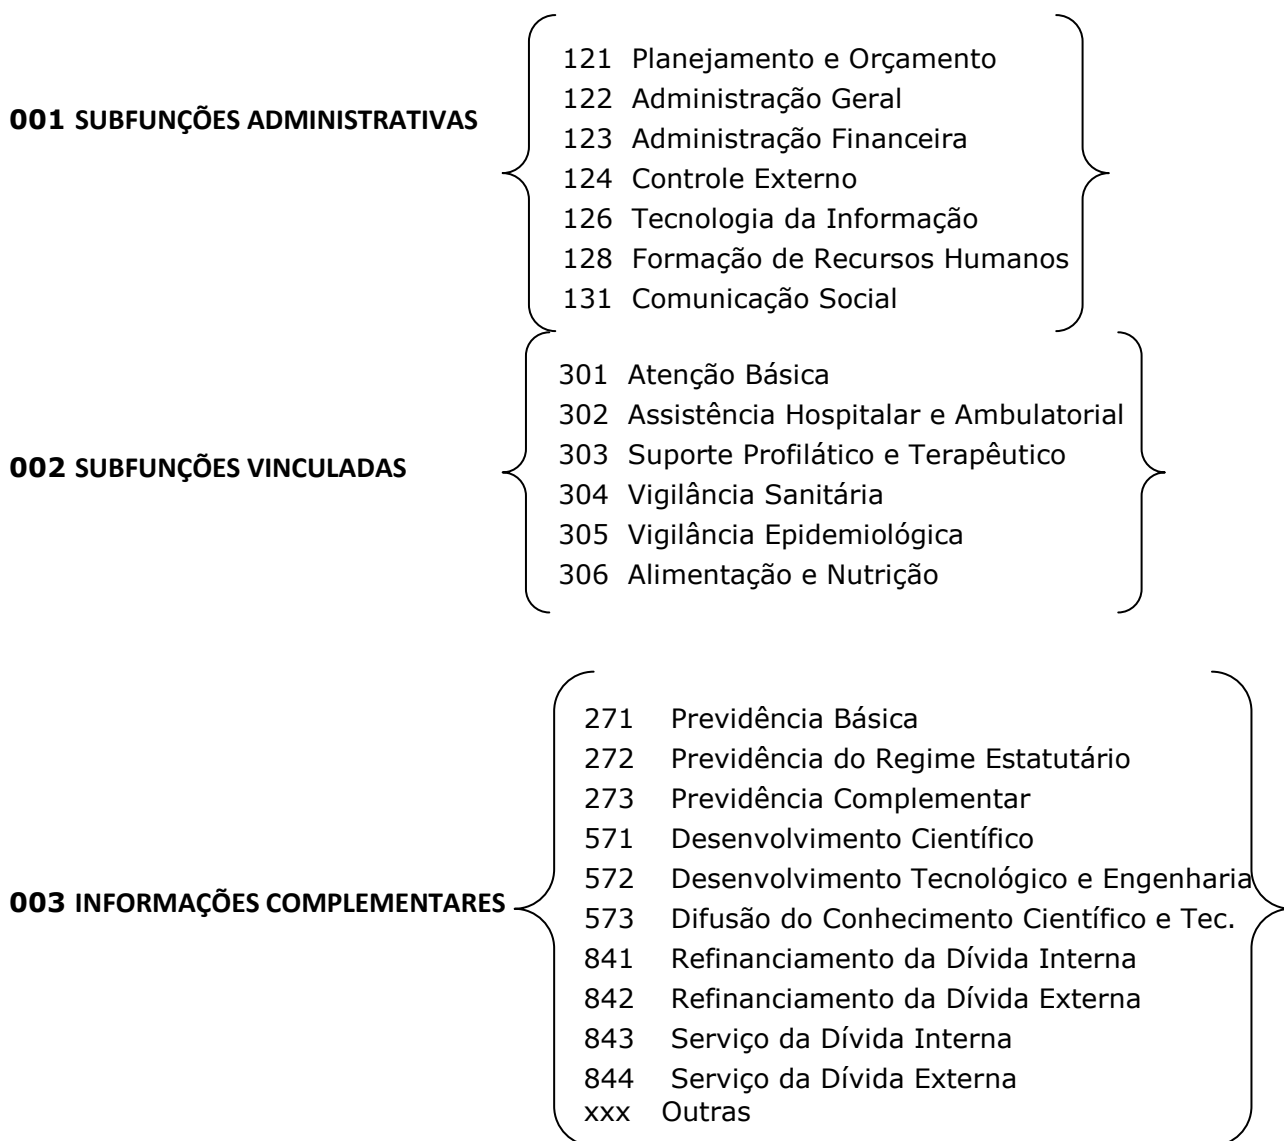 001 SUBFUNÇÕES ADMINISTRATIVAS
121 Planejamento e Orçamento
122 Administração Geral
123 Administração Financeira
124 Controle Externo
126 Tecnologia da Informação
128 Formação de Recursos Humanos
131 Comunicação Social
002 SUBFUNÇÕES VINCULADAS
301 Atenção Básica
302 Assistência Hospitalar e Ambulatorial
303 Suporte Profilático e Terapêutico
304 Vigilância Sanitária
305 Vigilância Epidemiológica
306 Alimentação e Nutrição
003 INFORMAÇÕES COMPLEMENTARES
271 Previdência Básica
272 Previdência do Regime Estatutário
273 Previdência Complementar
571 Desenvolvimento Científico
572 Desenvolvimento Tecnológico e Engenharia
573 Difusão do Conhecimento Científico e Tec.
841 Refinanciamento da Dívida Interna
842 Refinanciamento da Dívida Externa
843 Serviço da Dívida Interna
844 Serviço da Dívida Externa
xxx Outras